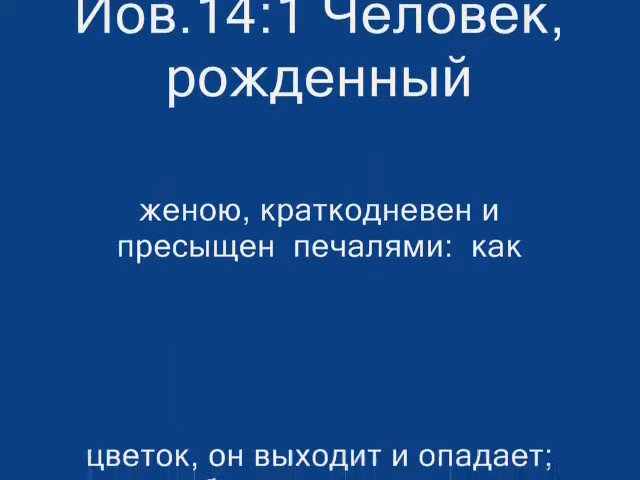 Иов.14:1 Человек,
рожденный
женою, краткодневен и
пресыщен печалями: как
цветок, он выходит и опадает;